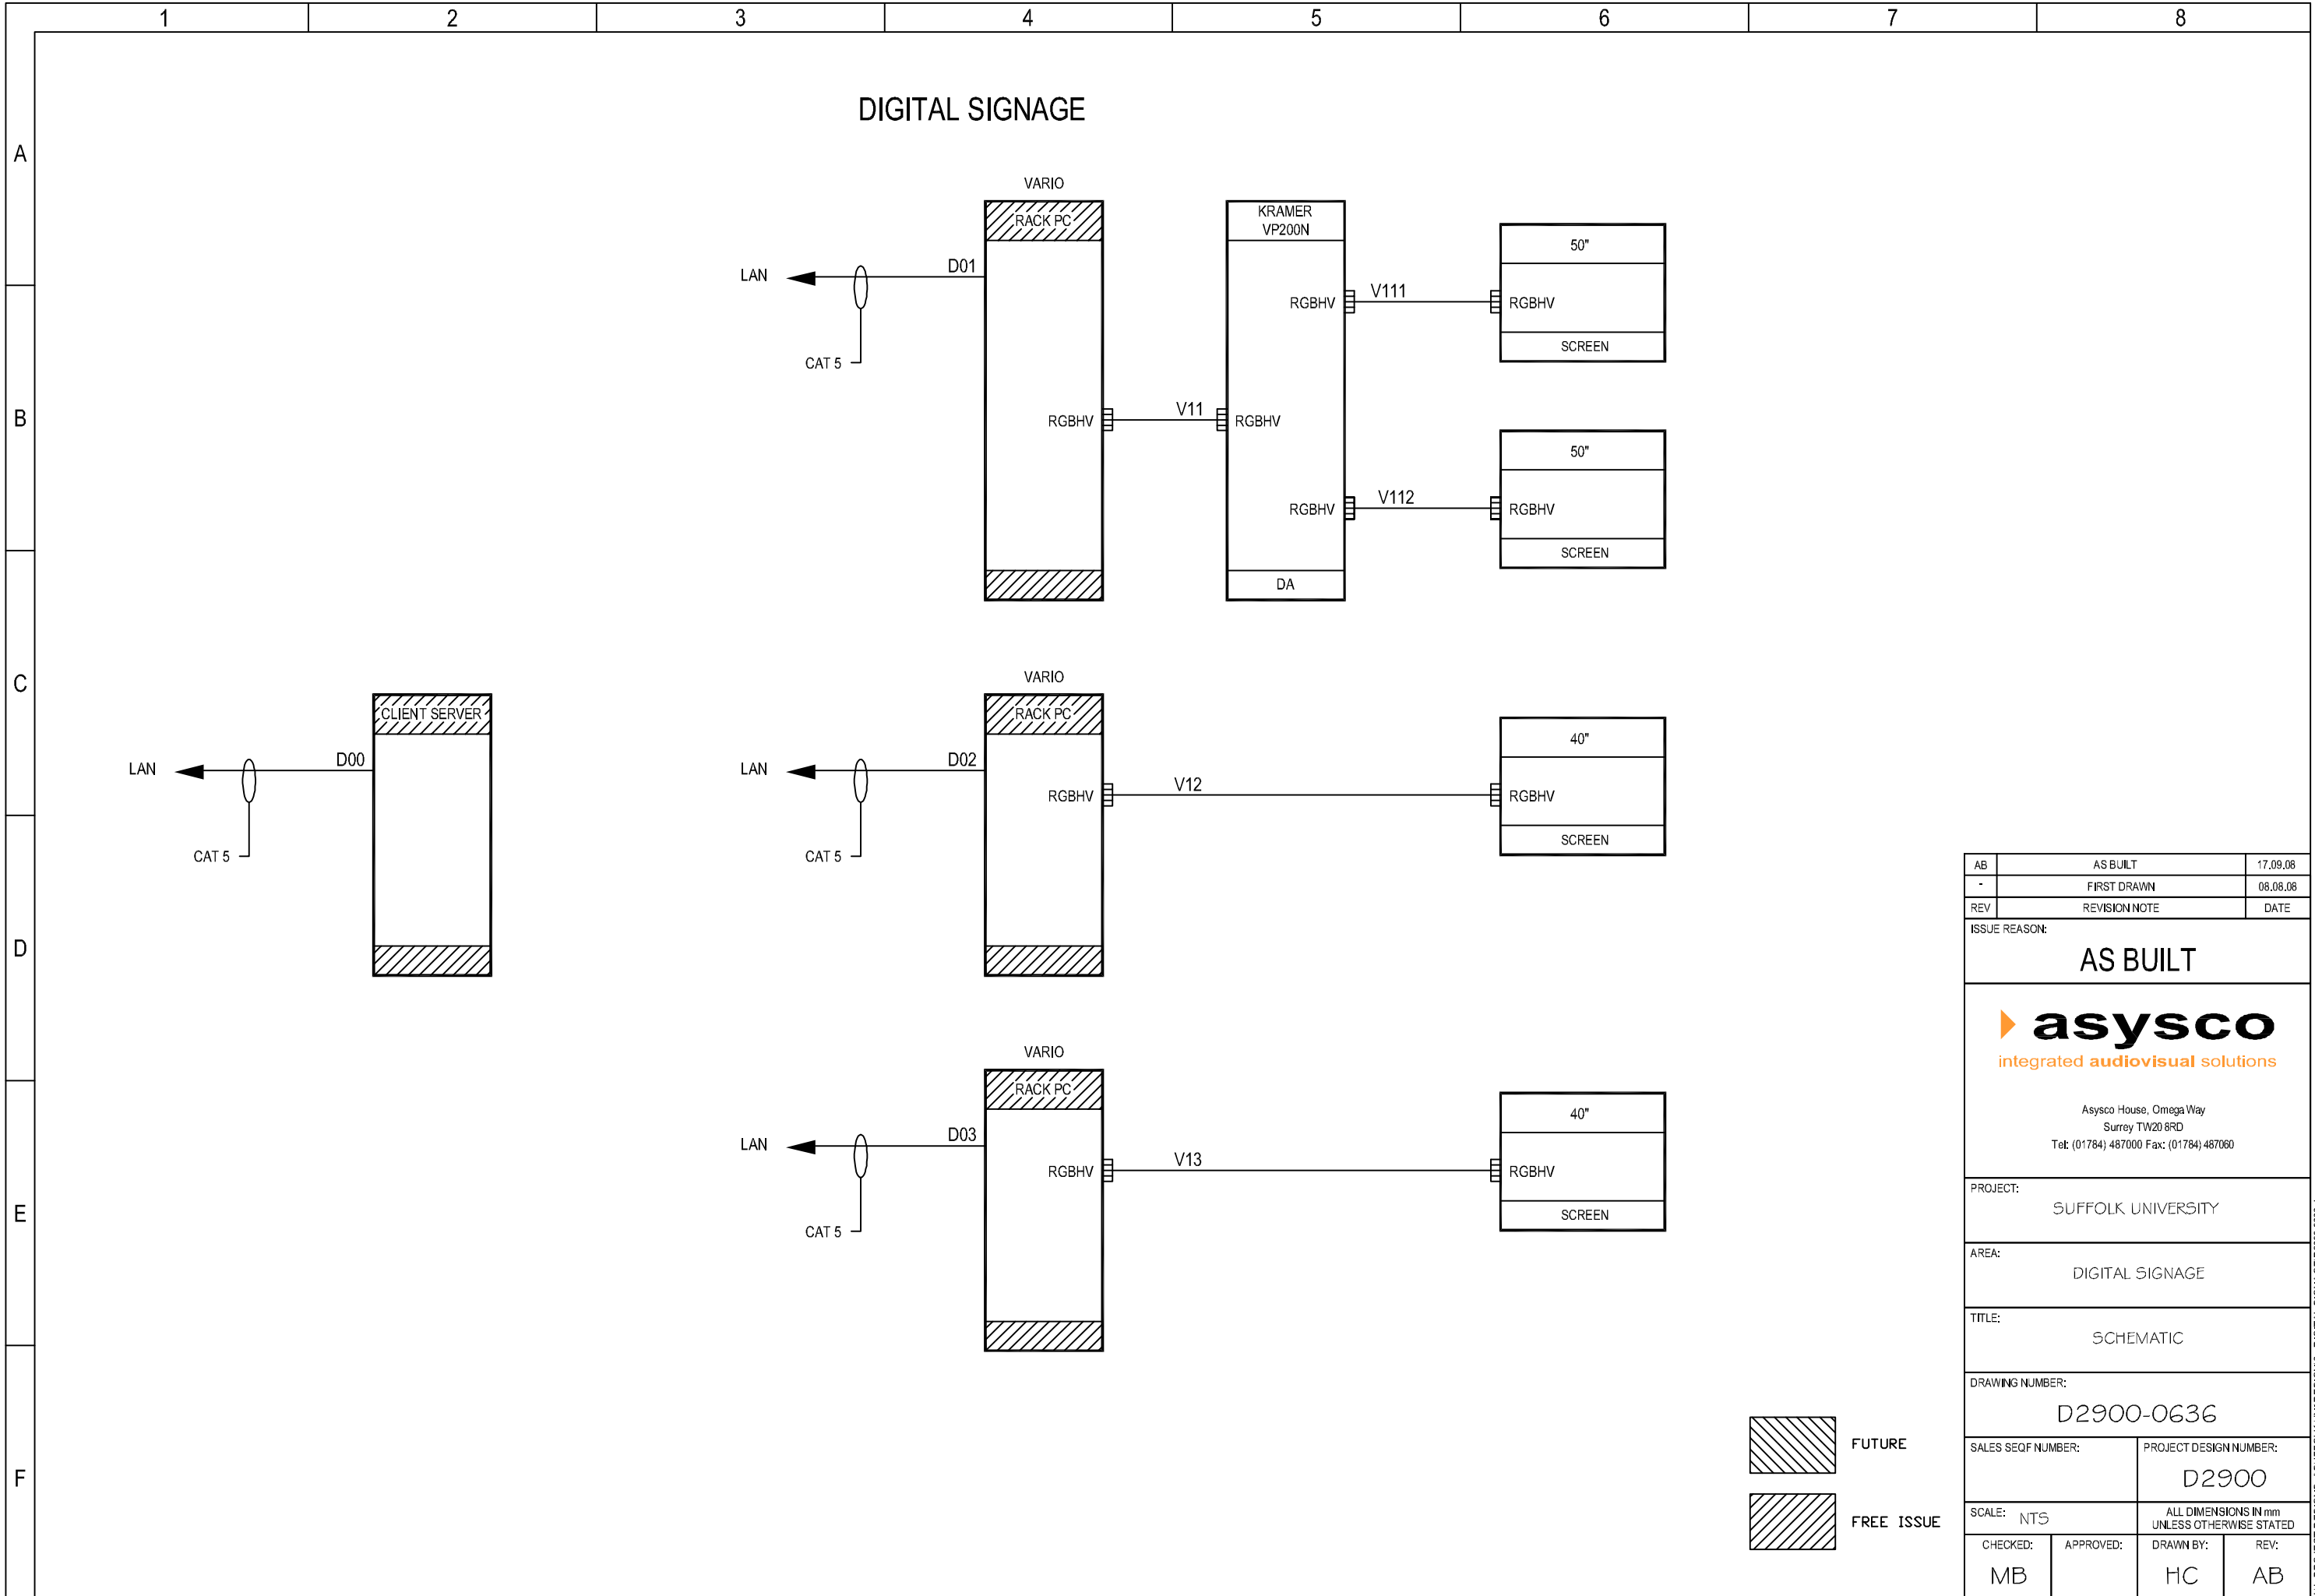 1 2 3 4 5 6 7 8
A
B
C
D
E
F
DIGITAL SIGNAGE
VARIO
RACK PC
LAN
D01
CAT 5
RGBHV
V11
KRAMER
VP200N
RGBHV
RGBHV
V111
RGBHV
V112
DA
50"
RGBHV
SCREEN
50"
RGBHV
SCREEN
CLIENT SERVER
LAN
D00
CAT 5
VARIO
RACK PC
LAN
D02
CAT 5
RGBHV
V12
40"
RGBHV
SCREEN
VARIO
RACK PC
LAN
D03
CAT 5
RGBHV
V13
40"
RGBHV
SCREEN
FUTURE
FREE ISSUE
AB AS BUILT 17.09.08
- FIRST DRAWN 08.08.08
REV REVISION NOTE DATE
ISSUE REASON:
AS BUILT
asysco
integrated audiovisual solutions
Asysco House, Omega Way
Surrey TW20 8RD
Tel: (01784) 487000 Fax: (01784) 487060
PROJECT:
SUFFOLK UNIVERSITY
AREA:
DIGITAL SIGNAGE
TITLE:
SCHEMATIC
DRAWING NUMBER:
D2900-0636
SALES SEQF NUMBER:
PROJECT DESIGN NUMBER:
D2900
SCALE: NTS
ALL DIMENSIONS IN mm
UNLESS OTHERWISE STATED
CHECKED: APPROVED: DRAWN BY: REV:
MB HC AB